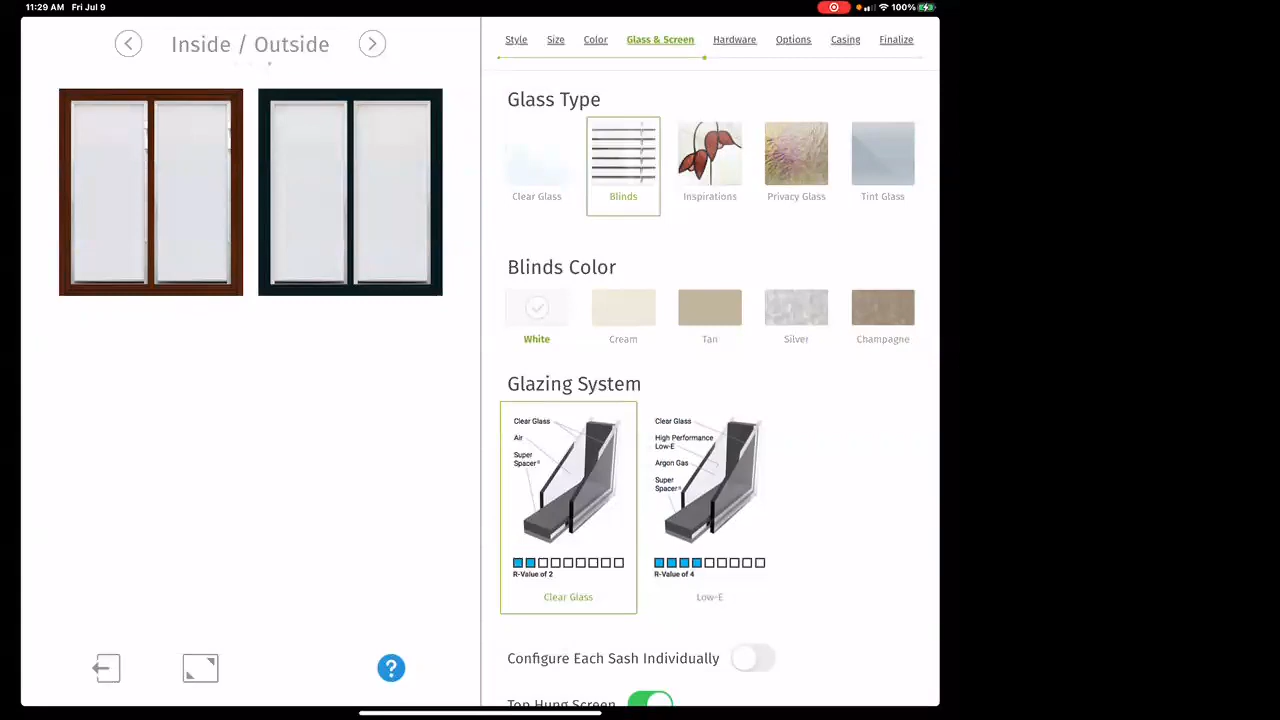 11:29 AM Fri Jul 9
100%
Inside / Outside
Style Size Color Glass & Screen Hardware Options Casing Finalize
Glass Type
Clear Glass Blinds Inspirations Privacy Glass Tint Glass
Blinds Color
White Cream Tan Silver Champagne
Glazing System
Clear Glass
Air
Super
Spacer®
R-Value of 2
Clear Glass
Clear Glass
High Performance
Low-E
Argon Gas
Super
Spacer®
R-Value of 4
Low-E
Configure Each Sash Individually
Top Hung Screen
?